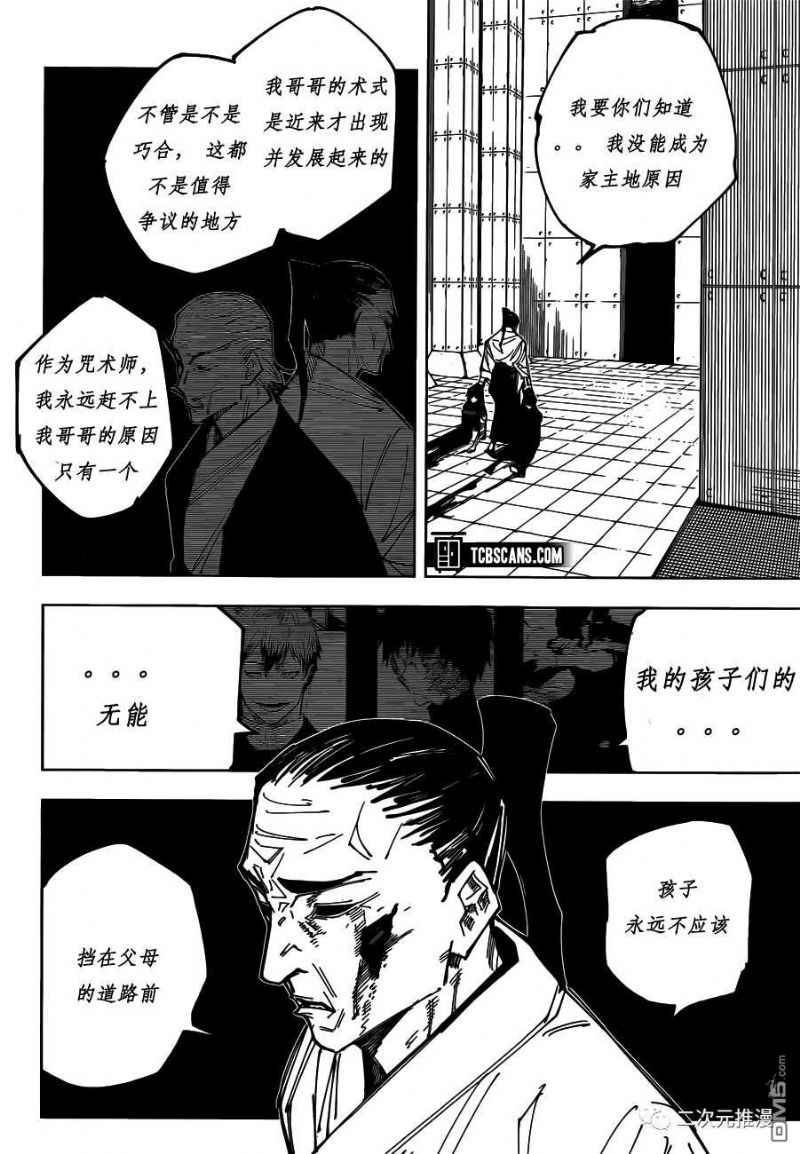 我要你们知道
。。 我没能成为
家主地原因
我哥哥的术式
是近来才出现
并发展起来的
不管是不是
巧合，这都
不是值得
争议的地方
作为咒术师，
我永远赶不上
我哥哥的原因
只有一个
TCBSCANS.COM
我的孩子们的
。。。
。。。
无能
孩子
永远不应该
挡在父母
的道路前
二次元推漫
DM5.com